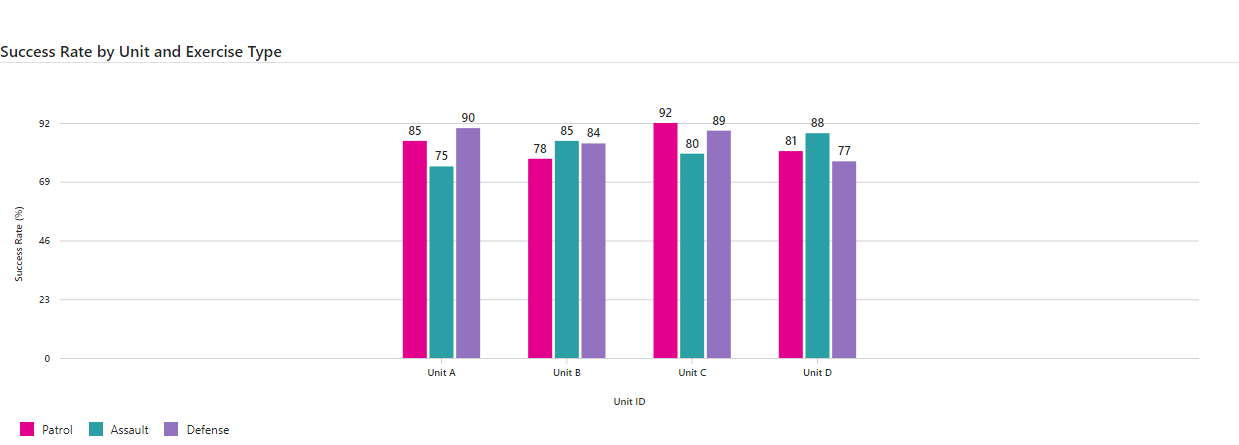 Success Rate by Unit and Exercise Type
92
69
46
23
0
Success Rate (%)
85
75
90
78
85
84
92
80
89
81
88
77
Unit A
Unit B
Unit C
Unit D
Unit ID
Patrol
Assault
Defense